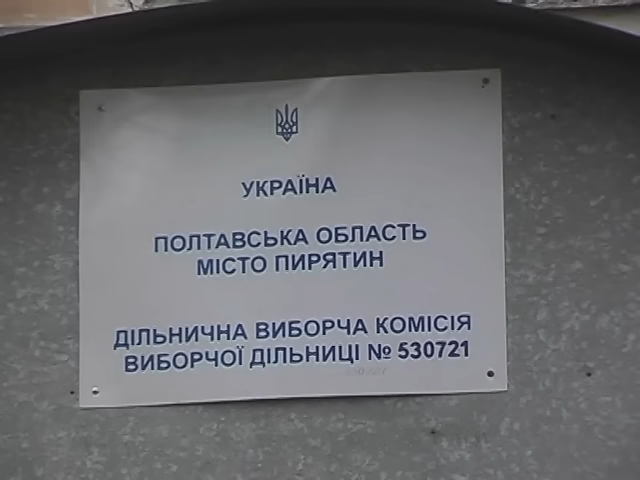 УКРАЇНА
ПОЛТАВСЬКА ОБЛАСТЬ
МІСТО ПИРЯТИН
ДІЛЬНИЧНА ВИБОРЧА КОМІСІЯ
ВИБОРЧОЇ ДІЛЬНИЦІ № 530721